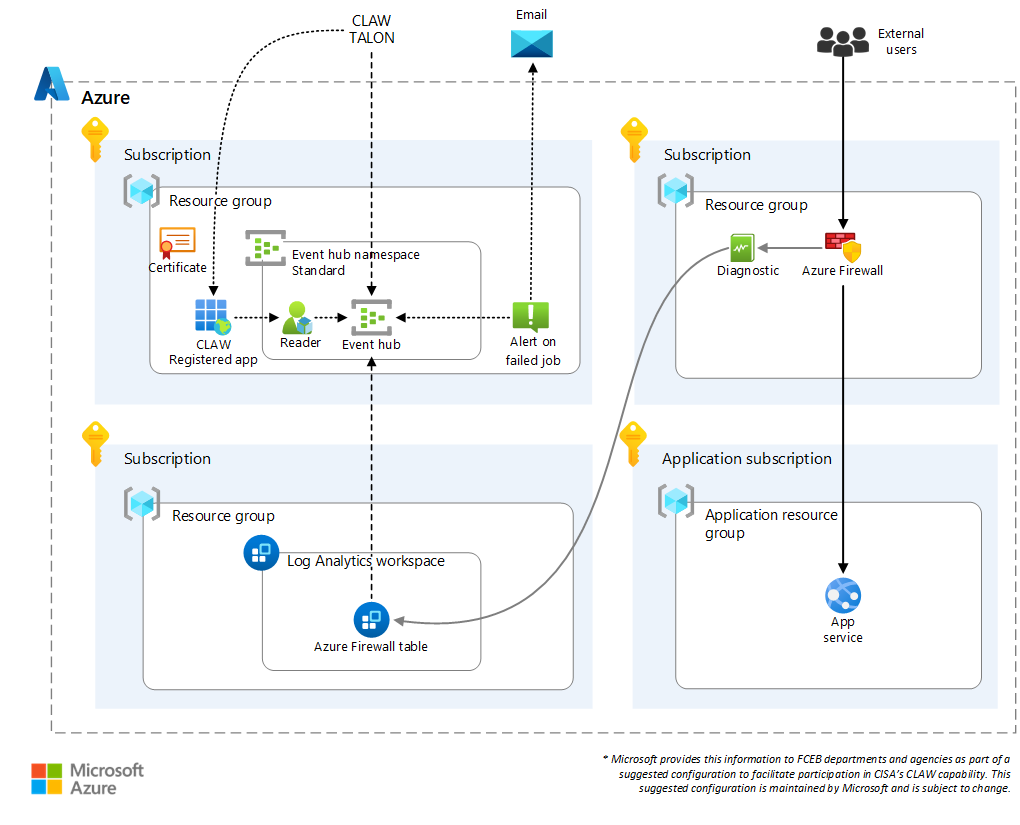 CLAW
TALON
Email
External
users
Azure
Subscription
Resource group
Certificate
Event hub namespace
Standard
CLAW
Registered app
Reader
Event hub
Alert on
failed job
Subscription
Resource group
Diagnostic
Azure Firewall
Subscription
Resource group
Log Analytics workspace
Azure Firewall table
Application subscription
Application resource
group
App
service
Microsoft
Azure
* Microsoft provides this information to FCEB departments and agencies as part of a
suggested configuration to facilitate participation in CISA's CLAW capability. This
suggested configuration is maintained by Microsoft and is subject to change.